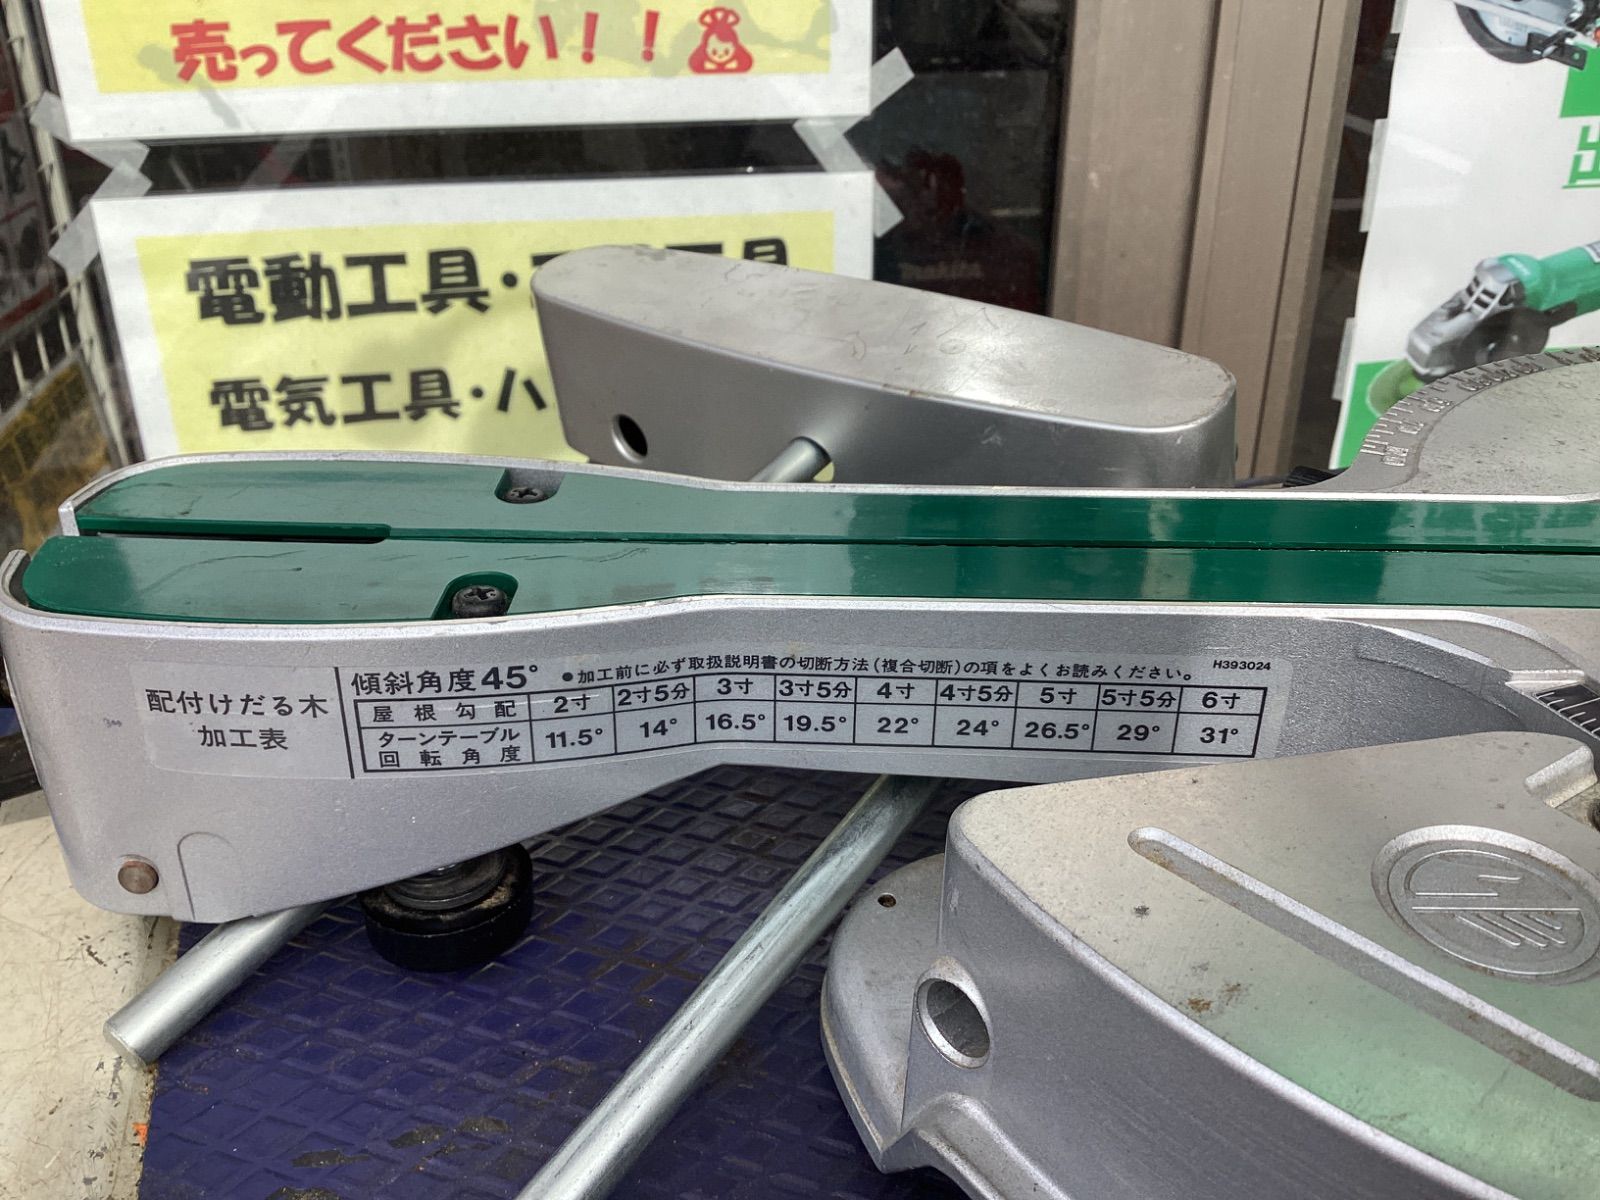 売ってください！！
電動工具・
電気工具・ハ
出
配付けだる木
加工表
傾斜角度45° ●加工前に必ず取扱説明書の切断方法(複合切断)の項をよくお読みください。 H393024
屋根勾配 2寸 2寸5分 3寸 3寸5分 4寸 4寸5分 5寸 5寸5分 6寸
ターンテーブル
回転角度 11.5° 14° 16.5° 19.5° 22° 24° 26.5° 29° 31°